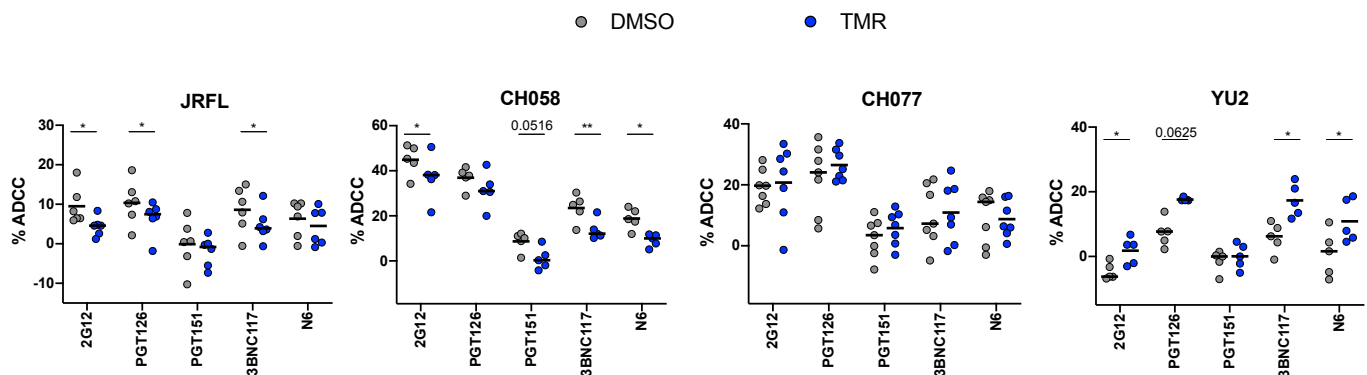 DMSO
TMR
JRFL
% ADCC
30
20
10
0
-10
*
*
*
2G12
PGT126
PGT151
3BNC117
N6
CH058
% ADCC
60
40
20
0
*
0.0516
**
*
2G12
PGT126
PGT151
3BNC117
N6
CH077
% ADCC
40
20
0
2G12
PGT126
PGT151
3BNC117
N6
YU2
% ADCC
40
20
0
*
0.0625
*
*
2G12
PGT126
PGT151
3BNC117
N6